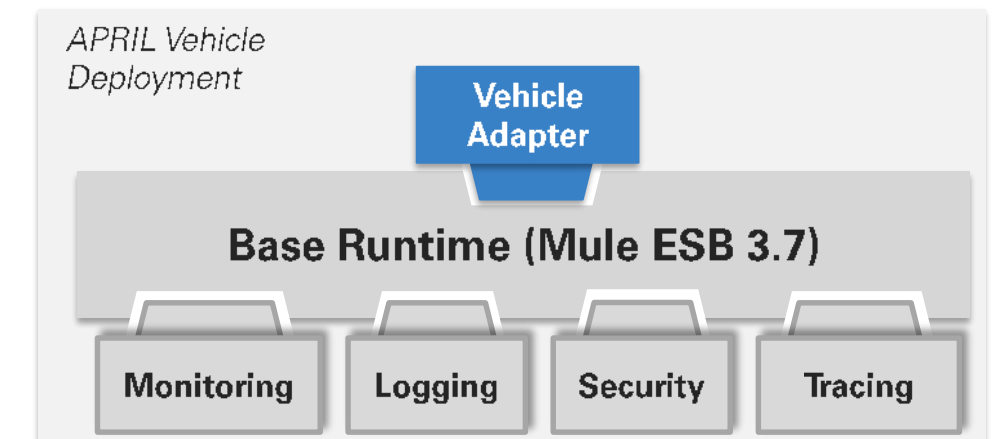 APRIL Vehicle
Deployment
Vehicle
Adapter
Base Runtime (Mule ESB 3.7)
Monitoring
Logging
Security
Tracing